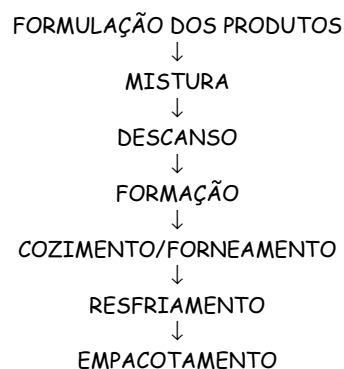 FORMULAÇÃO DOS PRODUTOS
↓
MISTURA
↓
DESCANSO
↓
FORMAÇÃO
↓
COZIMENTO/FORNEAMENTO
↓
RESFRIAMENTO
↓
EMPACOTAMENTO